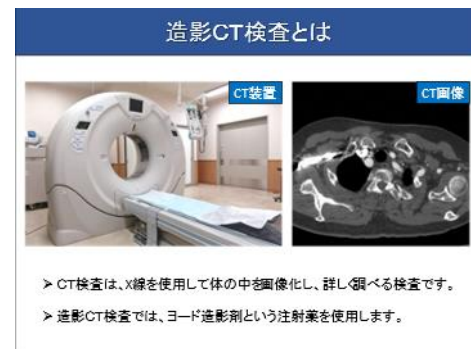 造影CT検査とは
CT装置
CT画像
➤ CT検査は、X線を使用して体の中を画像化し、詳しく調べる検査です。
➤ 造影CT検査では、ヨード造影剤という注射薬を使用します。